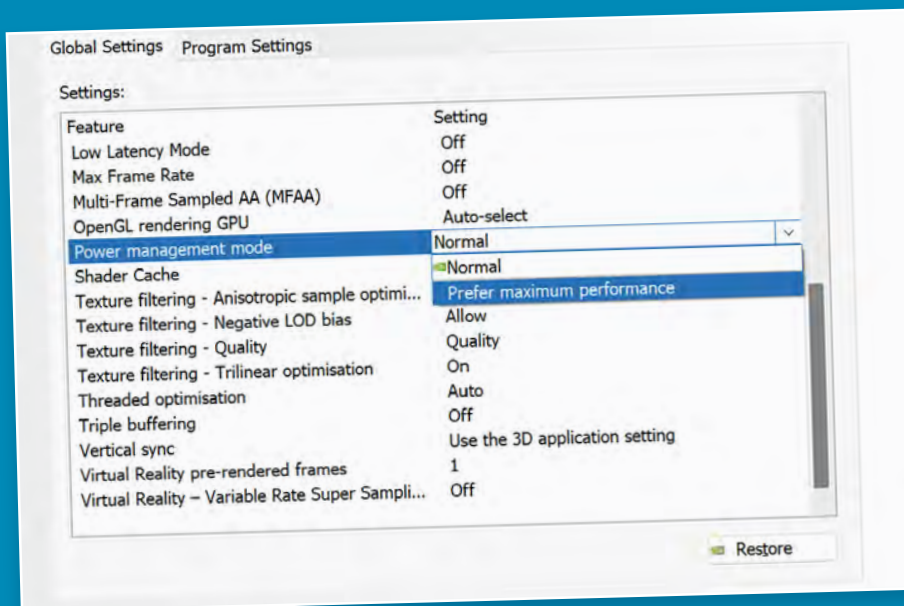 Global Settings Program Settings
Settings:
Feature Setting
Low Latency Mode Off
Max Frame Rate Off
Multi-Frame Sampled AA (MFAA) Off
OpenGL rendering GPU Auto-select
Power management mode Normal
Shader Cache Normal
Texture filtering - Anisotropic sample optimi... Prefer maximum performance
Texture filtering - Negative LOD bias Allow
Texture filtering - Quality Quality
Texture filtering - Trilinear optimisation On
Threaded optimisation Auto
Triple buffering Off
Vertical sync Use the 3D application setting
Virtual Reality pre-rendered frames 1
Virtual Reality – Variable Rate Super Sampli... Off
Restore